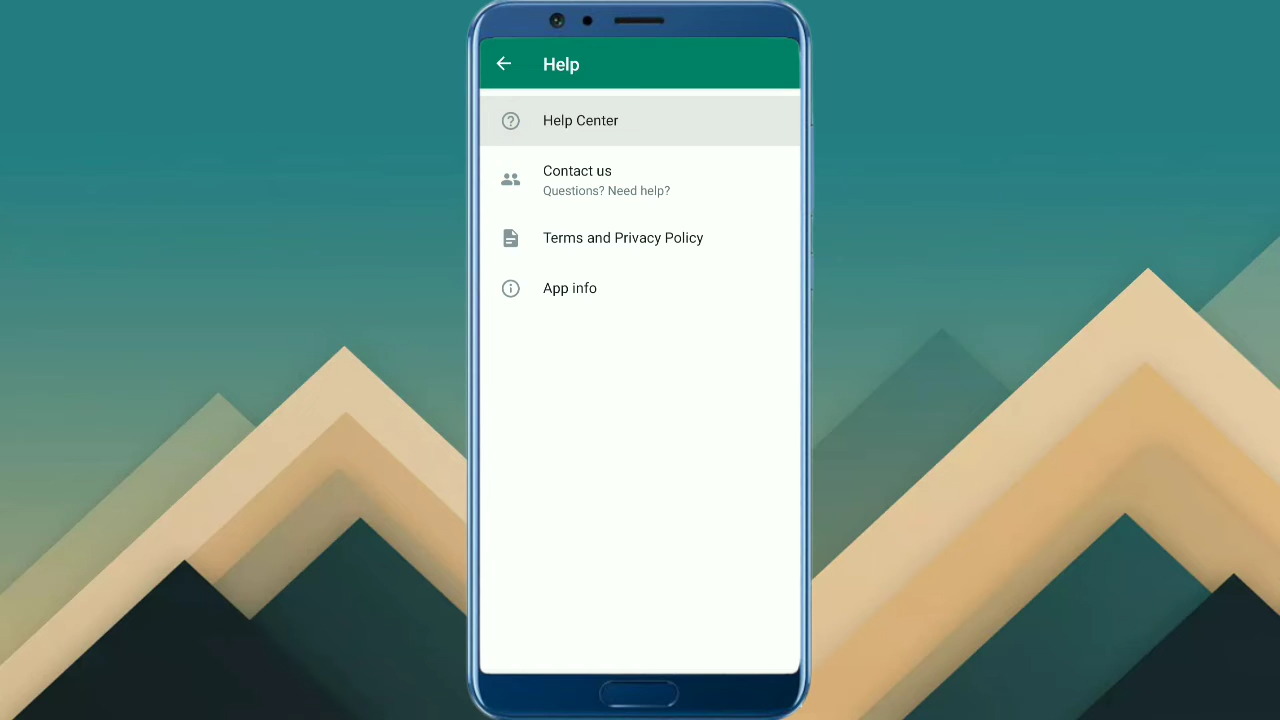 Help
Help Center
Contact us
Questions? Need help?
Terms and Privacy Policy
App info